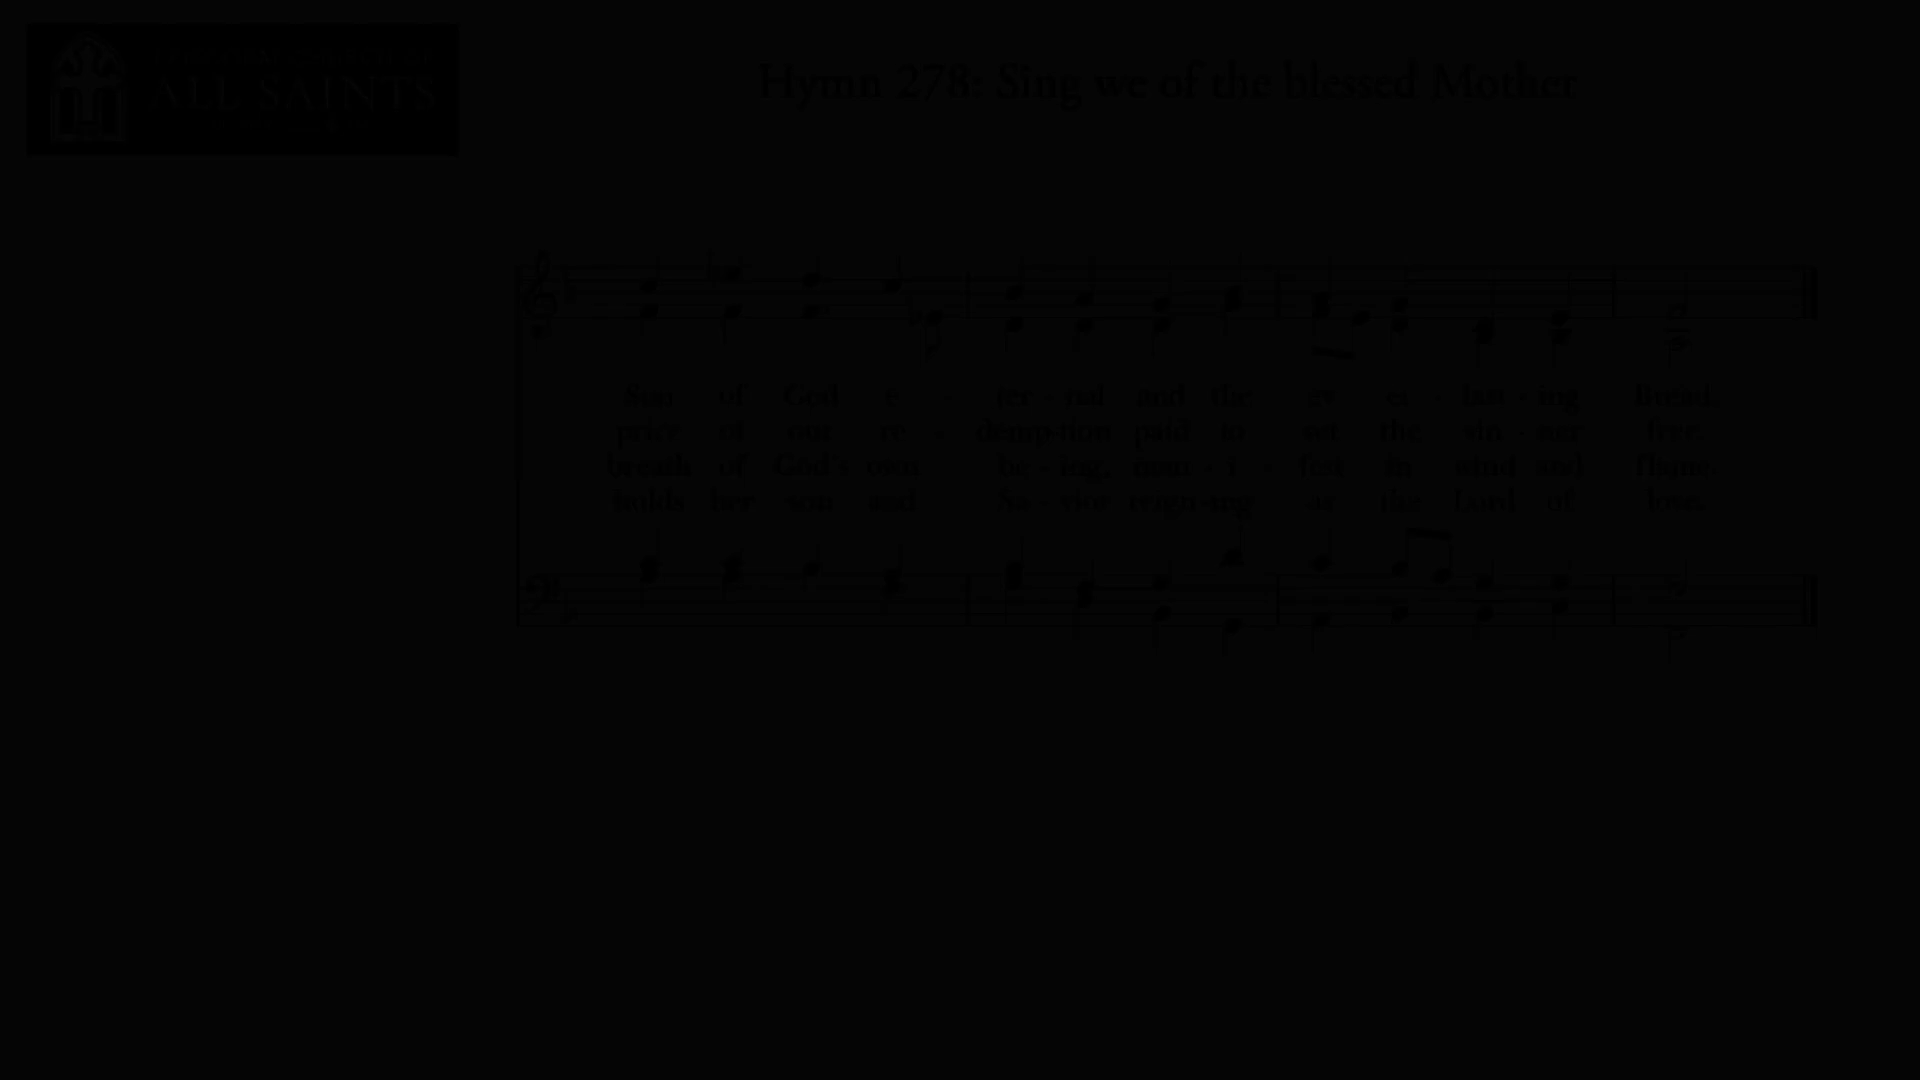 ALL SAINTS
Hymn 278: Sing we of the blessed Mother
Son of God e - ter - nal and the ev - er - last - ing Bread,
price of our re - demp-tion paid to set the sin - ner free.
breath of God's own be - ing, man - i - fest in wind and flame.
holds her son and Sa - vior reign-ing as the Lord of love.